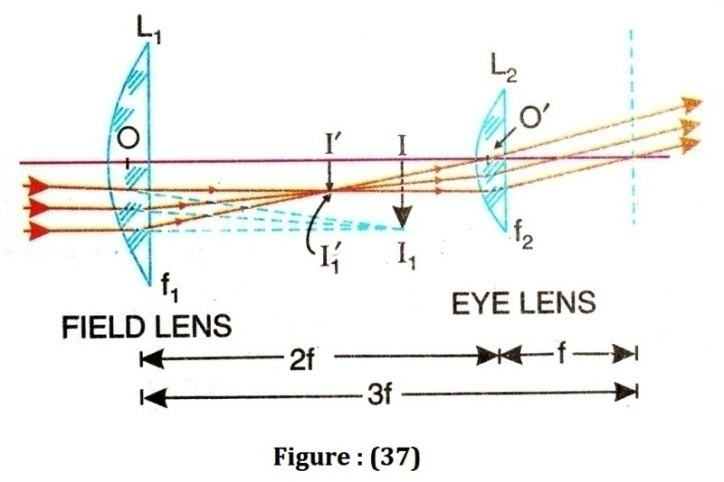 L₁
L₂
O
I′
I
O′
I₁′
I₁
f₂
f₁
EYE LENS
FIELD LENS
2f
f
3f
Figure : (37)